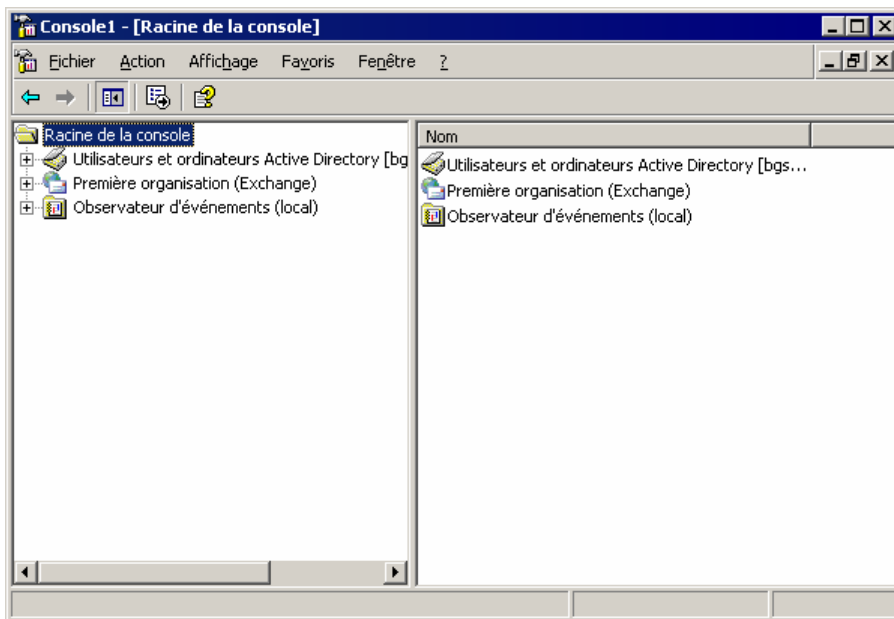 Console1 - [Racine de la console]
Fichier Action Affichage Favoris Fenêtre ?
Racine de la console
Utilisateurs et ordinateurs Active Directory [bg
Première organisation (Exchange)
Observateur d'événements (local)
Nom
Utilisateurs et ordinateurs Active Directory [bgs...
Première organisation (Exchange)
Observateur d'événements (local)